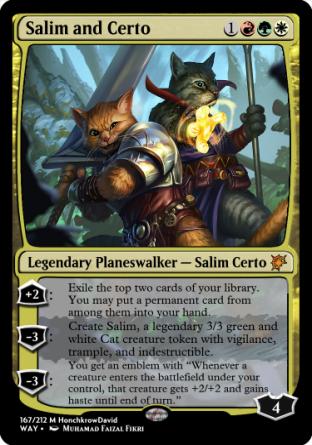 Salim and Certo 1
Legendary Planeswalker — Salim Certo
+2: Exile the top two cards of your library.
You may put a permanent card from
among them into your hand.
-3: Create Salim, a legendary 3/3 green and
white Cat creature token with vigilance,
trample, and indestructible.
-3: You get an emblem with “Whenever a
creature enters the battlefield under your
control, that creature gets +2/+2 and gains
haste until end of turn.”
4
167/212 M HonchkrowDavid
WAY • Muhamad Faizal Fikri